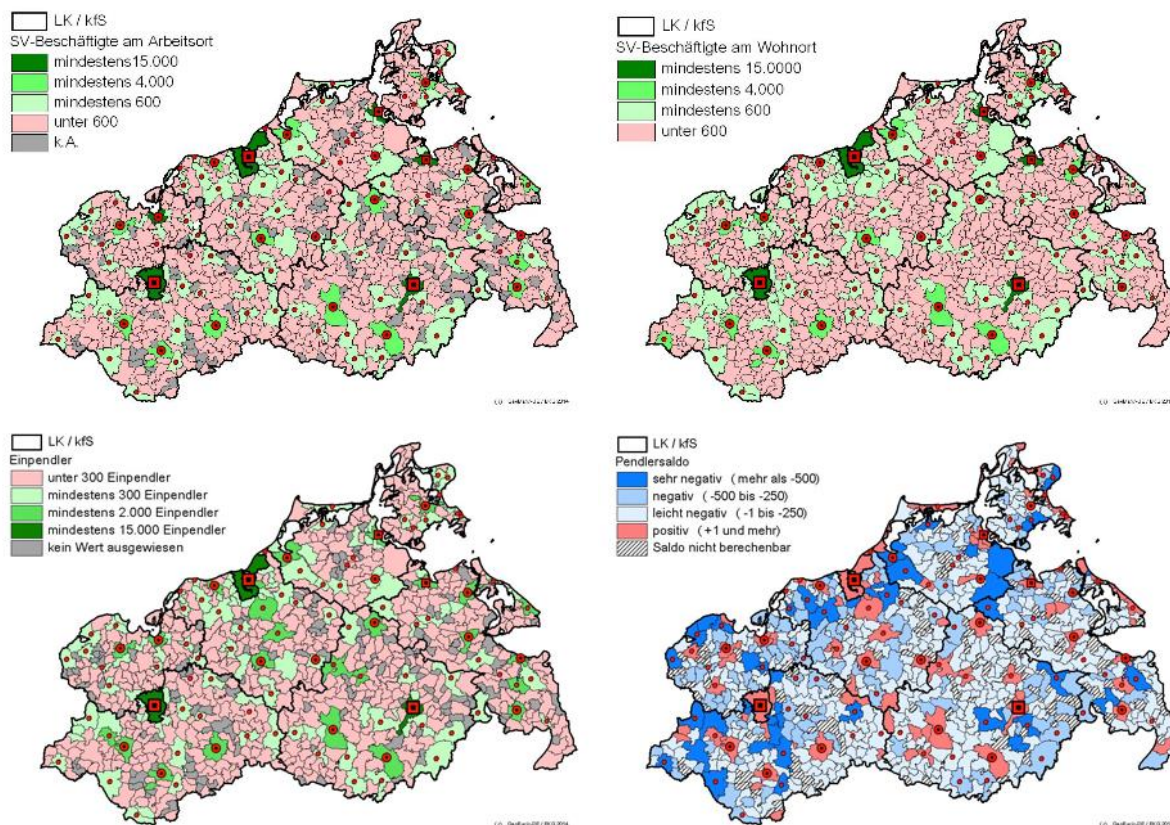 LK / kfS
SV-Beschäftigte am Arbeitsort
mindestens15.000
mindestens 4.000
mindestens 600
unter 600
k.A.
LK / kfS
SV-Beschäftigte am Wohnort
mindestens 15.0000
mindestens 4.000
mindestens 600
unter 600
LK / kfS
Einpendler
unter 300 Einpendler
mindestens 300 Einpendler
mindestens 2.000 Einpendler
mindestens 15.000 Einpendler
kein Wert ausgewiesen
LK / kfS
Pendlersaldo
sehr negativ ( mehr als -500)
negativ ( -500 bis -250)
leicht negativ ( -1 bis -250)
positiv ( +1 und mehr)
Saldo nicht berechenbar